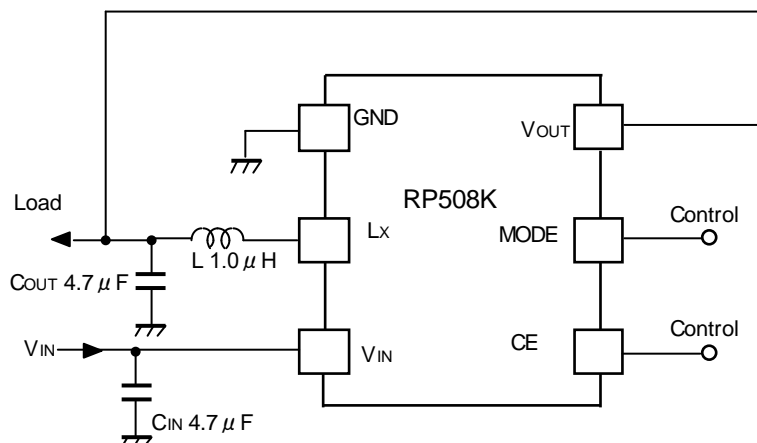 GND
VOUT
RP508K
Load
LX
MODE
Control
L 1.0 μ H
COUT 4.7 μ F
Control
VIN
VIN
CE
CIN 4.7 μ F